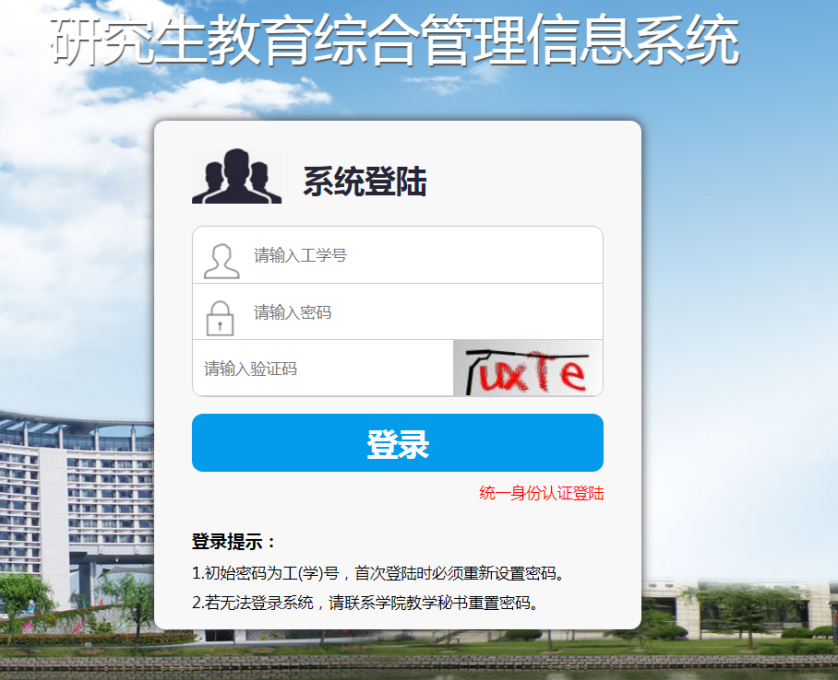 研究生教育综合管理信息系统
系统登陆
请输入工学号
请输入密码
请输入验证码
uxTe
登录
统一身份认证登陆
登录提示：
1.初始密码为工(学)号，首次登陆时必须重新设置密码。
2.若无法登录系统，请联系学院教学秘书重置密码。